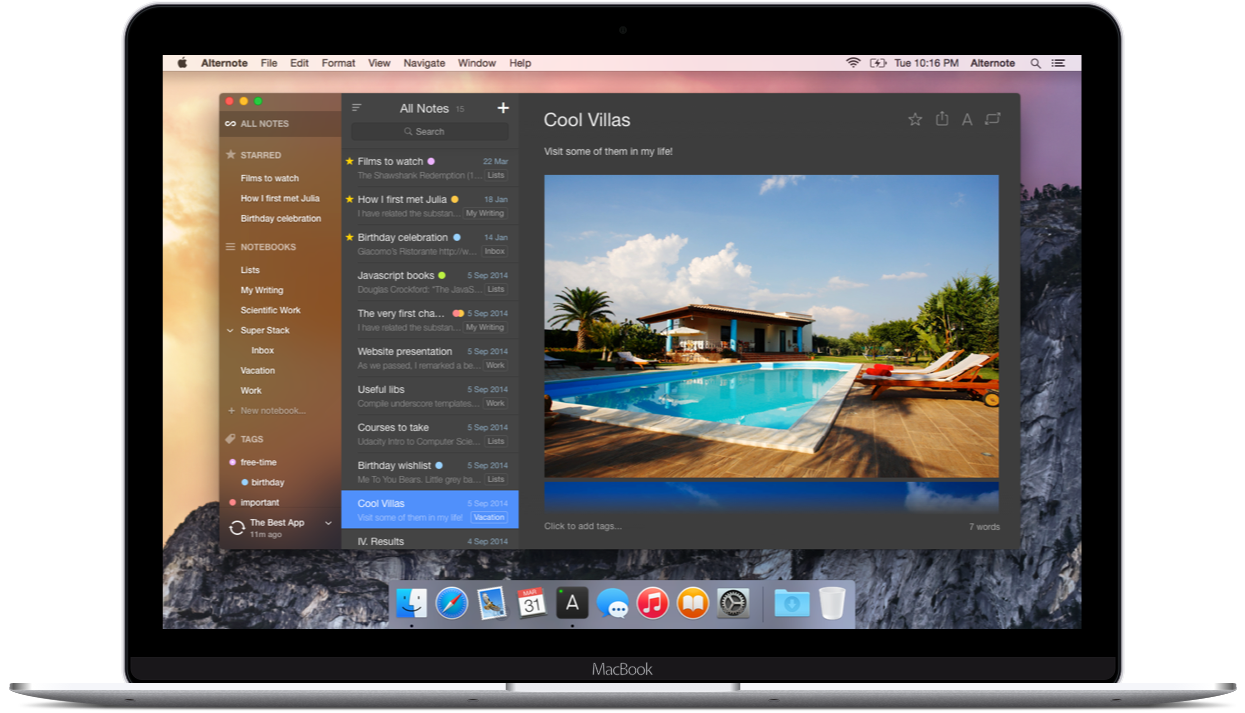 Alternote File Edit Format View Navigate Window Help
Tue 10:16 PM Alternote
ALL NOTES
STARRED
Films to watch
How I first met Julia
Birthday celebration
NOTEBOOKS
Lists
My Writing
Scientific Work
Super Stack
Inbox
Vacation
Work
+ New notebook...
TAGS
free-time
birthday
important
The Best App
11m ago
All Notes 15
+
Search
Films to watch 22 Mar
The Shawshank Redemption (1... Lists
How I first met Julia 18 Jan
I have related the substan... My Writing
Birthday celebration 14 Jan
Giacomo's Ristorante http://w... Inbox
Javascript books 5 Sep 2014
Douglas Crockford: "The JavaS... Lists
The very first cha... 5 Sep 2014
I have related the substan... My Writing
Website presentation 5 Sep 2014
As we passed, I remarked a be... Work
Useful libs 5 Sep 2014
Compile underscore templates... Work
Courses to take 5 Sep 2014
Udacity Intro to Computer Scie... Lists
Birthday wishlist 5 Sep 2014
Me To You Bears. Little grey ba... Lists
Cool Villas 5 Sep 2014
Visit some of them in my life! Vacation
IV. Results 4 Sep 2014
Cool Villas
A
Visit some of them in my life!
Click to add tags...
7 words
MAR
31
A
MacBook